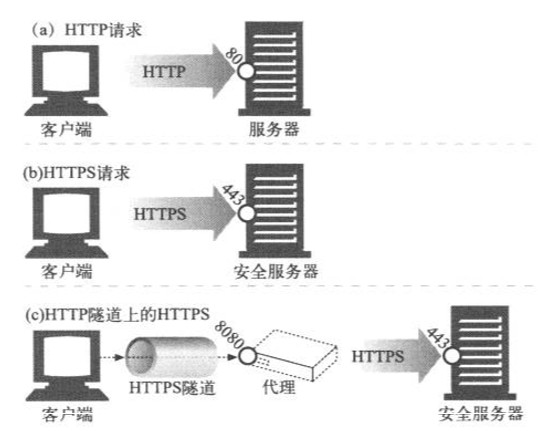 (a) HTTP请求
HTTP
80
客户端
服务器
(b)HTTPS请求
HTTPS
443
客户端
安全服务器
(c)HTTP隧道上的HTTPS
8080
HTTPS
443
HTTPS隧道
代理
客户端
安全服务器